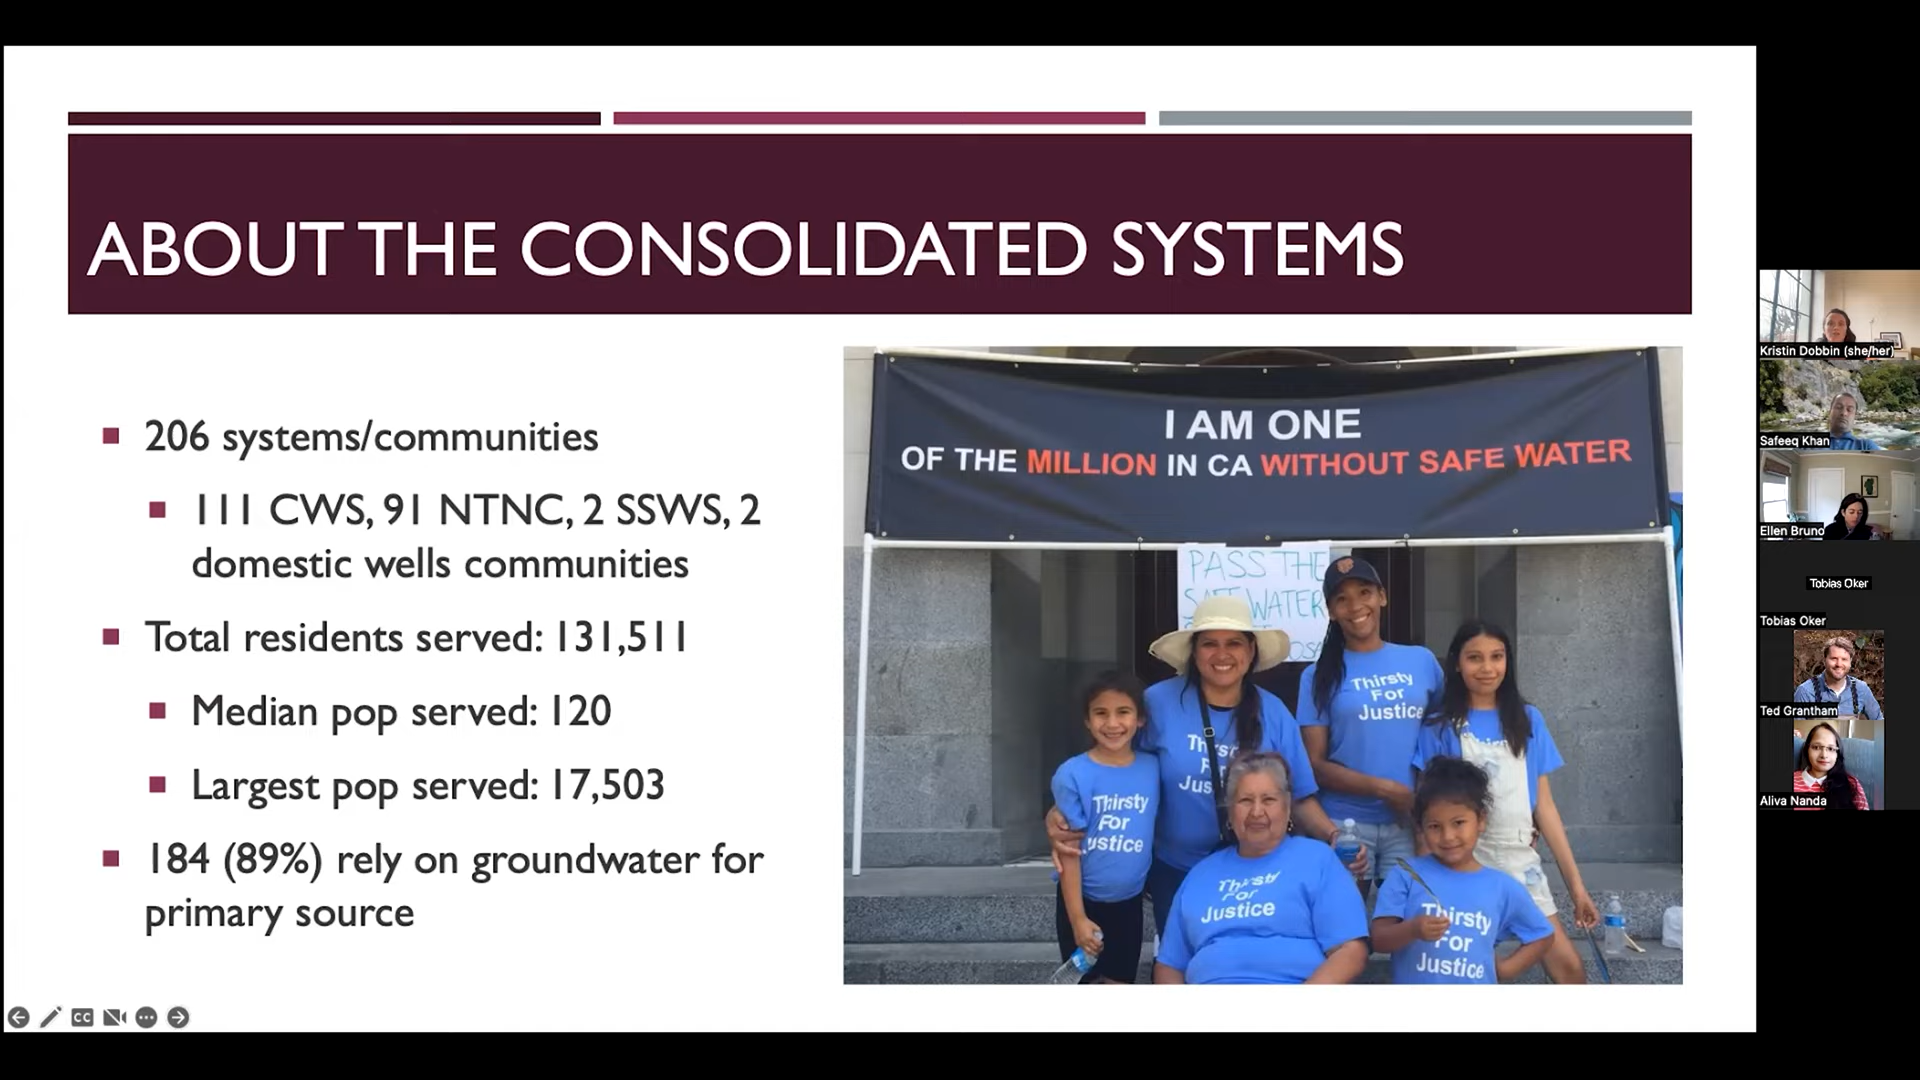 ABOUT THE CONSOLIDATED SYSTEMS
206 systems/communities
111 CWS, 91 NTNC, 2 SSWS, 2
domestic wells communities
Total residents served: 131,511
Median pop served: 120
Largest pop served: 17,503
184 (89%) rely on groundwater for
primary source
I AM ONE
OF THE MILLION IN CA WITHOUT SAFE WATER
PASS THE
WATER
Thirsty
For
Justice
Thirsty
For
Justice
Thirsty
For
Justice
Kristin Dobbin (she/her)
Safeeq Khan
Ellen Bruno
Tobias Oker
Tobias Oker
Ted Grantham
Aliva Nanda
CC